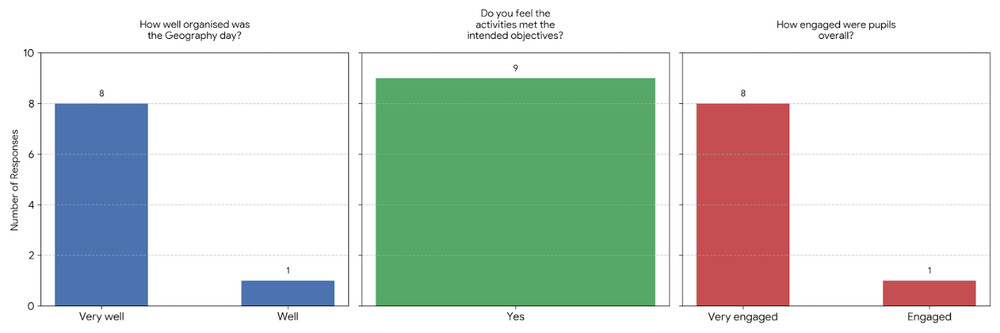 How well organised was
the Geography day?
Do you feel the
activities met the
intended objectives?
How engaged were pupils
overall?
Number of Responses
10
8
6
4
2
0
8
1
Very well
Well
9
Yes
8
1
Very engaged
Engaged